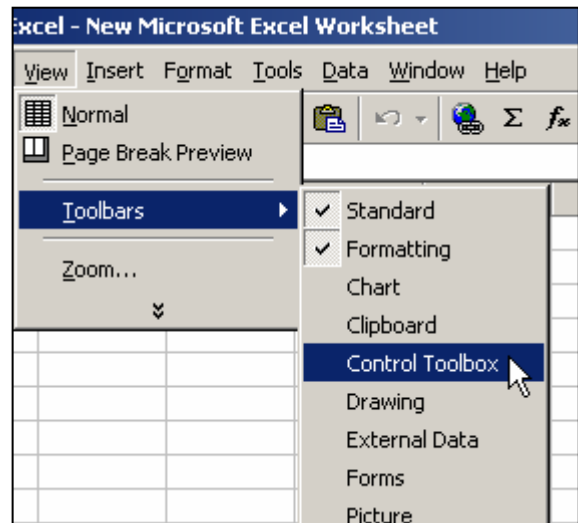 Excel - New Microsoft Excel Worksheet
View Insert Format Tools Data Window Help
Normal
Page Break Preview
Toolbars
Zoom...
Σ fx
Standard
Formatting
Chart
Clipboard
Control Toolbox
Drawing
External Data
Forms
Picture